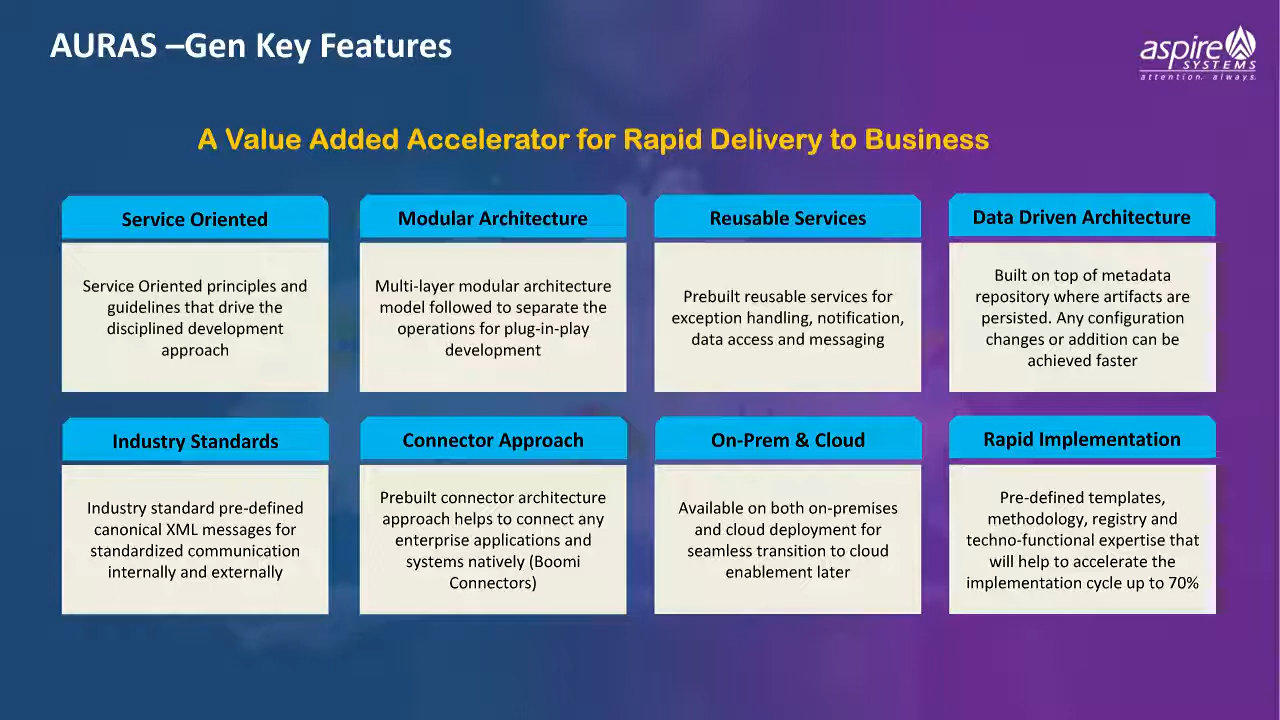 AURAS –Gen Key Features
aspire
SYSTEMS
attention. always.
A Value Added Accelerator for Rapid Delivery to Business
Service Oriented
Service Oriented principles and
guidelines that drive the
disciplined development
approach
Modular Architecture
Multi-layer modular architecture
model followed to separate the
operations for plug-in-play
development
Reusable Services
Prebuilt reusable services for
exception handling, notification,
data access and messaging
Data Driven Architecture
Built on top of metadata
repository where artifacts are
persisted. Any configuration
changes or addition can be
achieved faster
Industry Standards
Industry standard pre-defined
canonical XML messages for
standardized communication
internally and externally
Connector Approach
Prebuilt connector architecture
approach helps to connect any
enterprise applications and
systems natively (Boomi
Connectors)
On-Prem & Cloud
Available on both on-premises
and cloud deployment for
seamless transition to cloud
enablement later
Rapid Implementation
Pre-defined templates,
methodology, registry and
techno-functional expertise that
will help to accelerate the
implementation cycle up to 70%